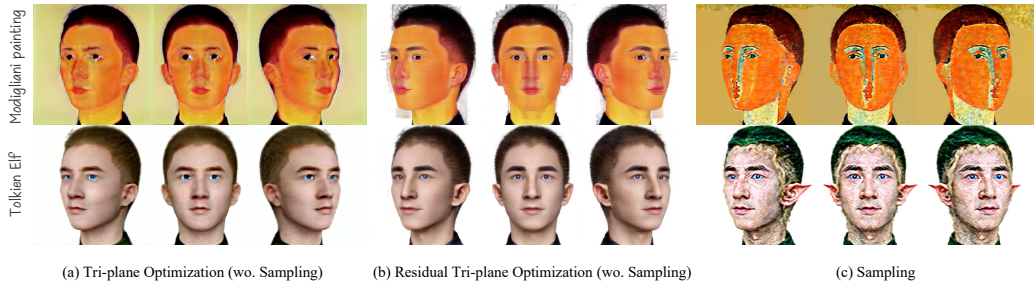 Modigliani painting
Tolkien Elf
(a) Tri-plane Optimization (wo. Sampling)
(b) Residual Tri-plane Optimization (wo. Sampling)
(c) Sampling